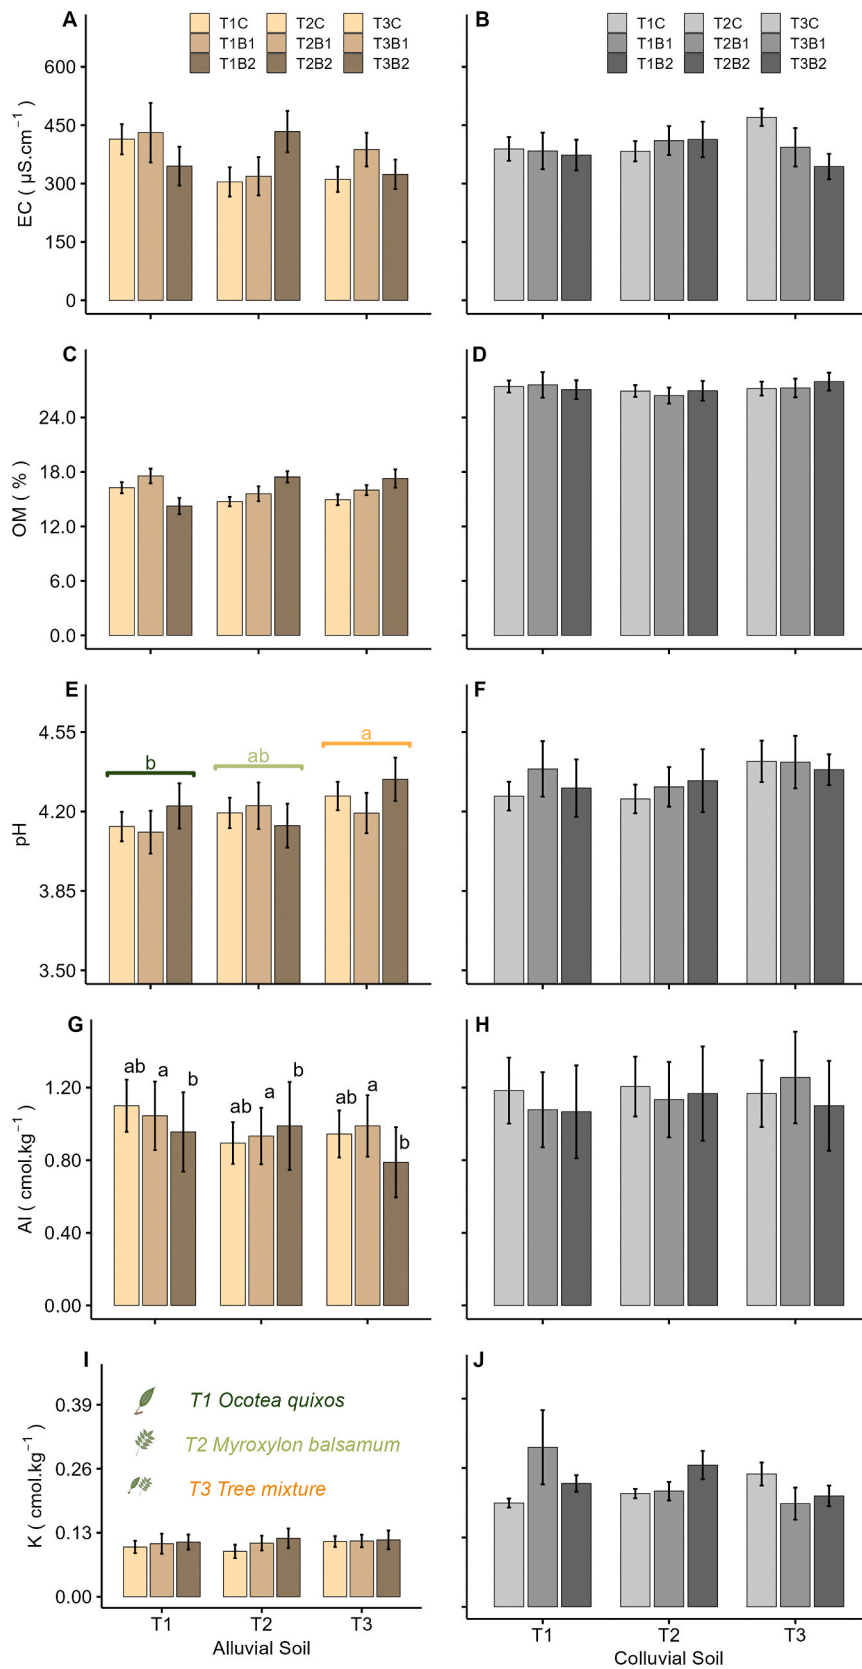 A
T1C T2C T3C
T1B1 T2B1 T3B1
T1B2 T2B2 T3B2
B
T1C T2C T3C
T1B1 T2B1 T3B1
T1B2 T2B2 T3B2
EC ( µS.cm⁻¹ )
600
450
300
150
0
C
D
OM ( % )
24.0
18.0
12.0
6.0
0.0
E
F
pH
4.55
4.20
3.85
3.50
b
ab
a
G
H
Al ( cmol.kg⁻¹ )
1.20
0.80
0.40
0.00
ab a b
ab a b
ab a b
I
J
K ( cmol.kg⁻¹ )
0.39
0.26
0.13
0.00
T1 Ocotea quixos
T2 Myroxylon balsamum
T3 Tree mixture
T1 T2 T3
Alluvial Soil
T1 T2 T3
Colluvial Soil